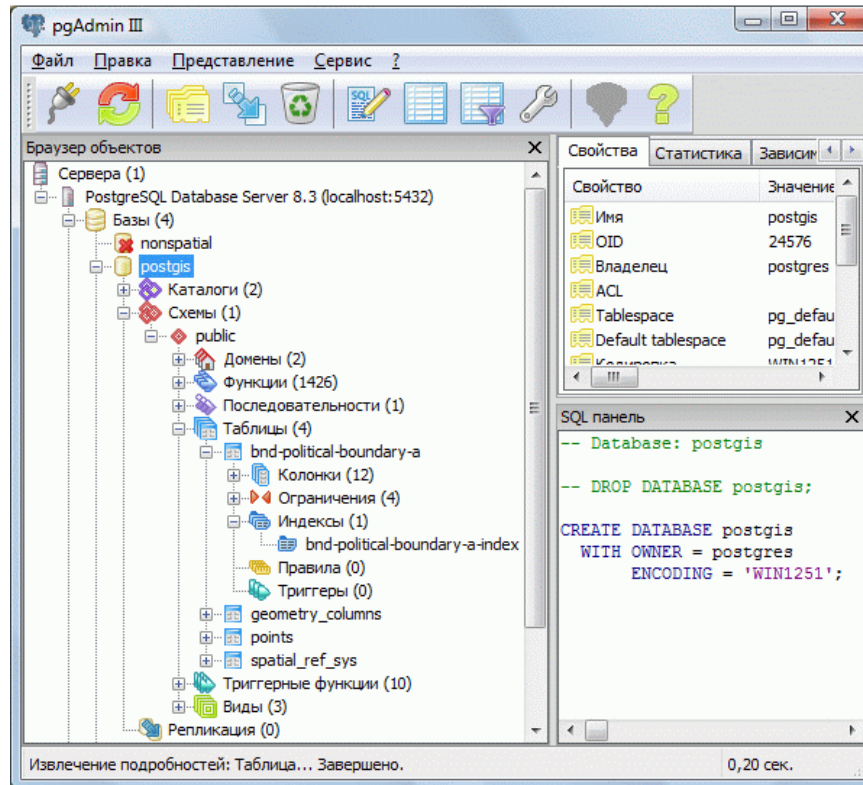 pgAdmin III
Файл Правка Представление Сервис ?
SQL
Браузер объектов
Сервера (1)
PostgreSQL Database Server 8.3 (localhost:5432)
Базы (4)
nonspatial
postgis
Каталоги (2)
Схемы (1)
public
Домены (2)
Функции (1426)
Последовательности (1)
Таблицы (4)
bnd-political-boundary-a
Колонки (12)
Ограничения (4)
Индексы (1)
bnd-political-boundary-a-index
Правила (0)
Триггеры (0)
geometry_columns
points
spatial_ref_sys
Триггерные функции (10)
Виды (3)
Репликация (0)
Свойства Статистика Зависим
Свойство Значение
Имя postgis
OID 24576
Владелец postgres
ACL
Tablespace pg_defau
Default tablespace pg_defau
Кодировка WIN1251
SQL панель
-- Database: postgis
-- DROP DATABASE postgis;
CREATE DATABASE postgis
WITH OWNER = postgres
ENCODING = 'WIN1251';
Извлечение подробностей: Таблица... Завершено. 0,20 сек.